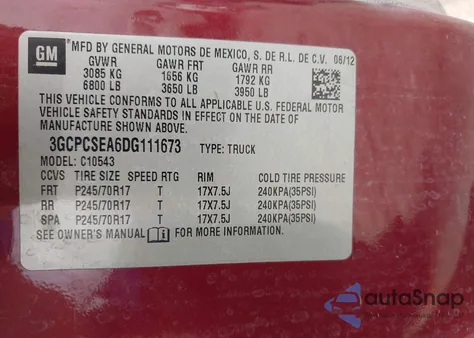 GM
MFD BY GENERAL MOTORS DE MEXICO, S. DE R.L. DE C.V. 06/12
GVWR GAWR FRT GAWR RR
3085 KG 1656 KG 1792 KG
6800 LB 3650 LB 3950 LB
THIS VEHICLE CONFORMS TO ALL APPLICABLE U.S. FEDERAL MOTOR
VEHICLE SAFETY STANDARDS IN EFFECT ON THE DATE OF
MANUFACTURE SHOWN ABOVE.
3GCPCSEA6DG111673 TYPE: TRUCK
MODEL: C10543
CCVS TIRE SIZE SPEED RTG RIM COLD TIRE PRESSURE
FRT P245/70R17 T 17X7.5J 240KPA(35PSI)
RR P245/70R17 T 17X7.5J 240KPA(35PSI)
SPA P245/70R17 T 17X7.5J 240KPA(35PSI)
SEE OWNER'S MANUAL FOR MORE INFORMATION
autoSnap
Downloaded from autosnap